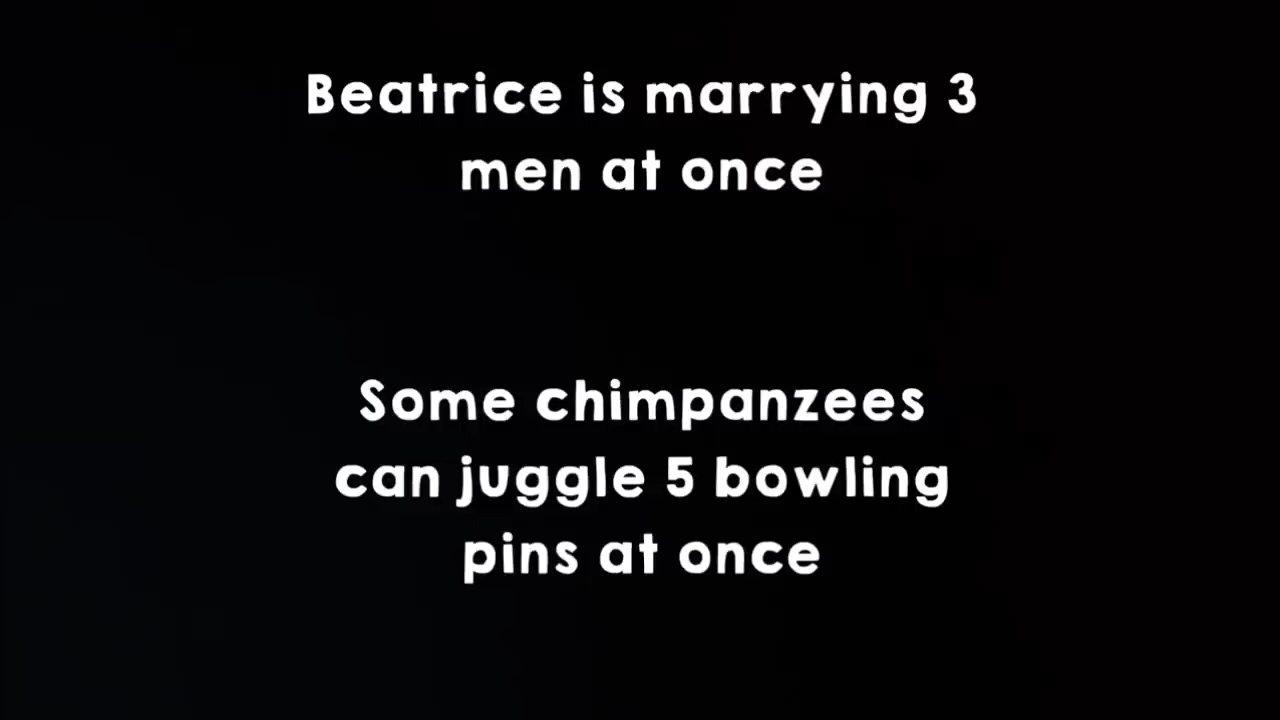 Beatrice is marrying 3
men at once
Some chimpanzees
can juggle 5 bowling
pins at once